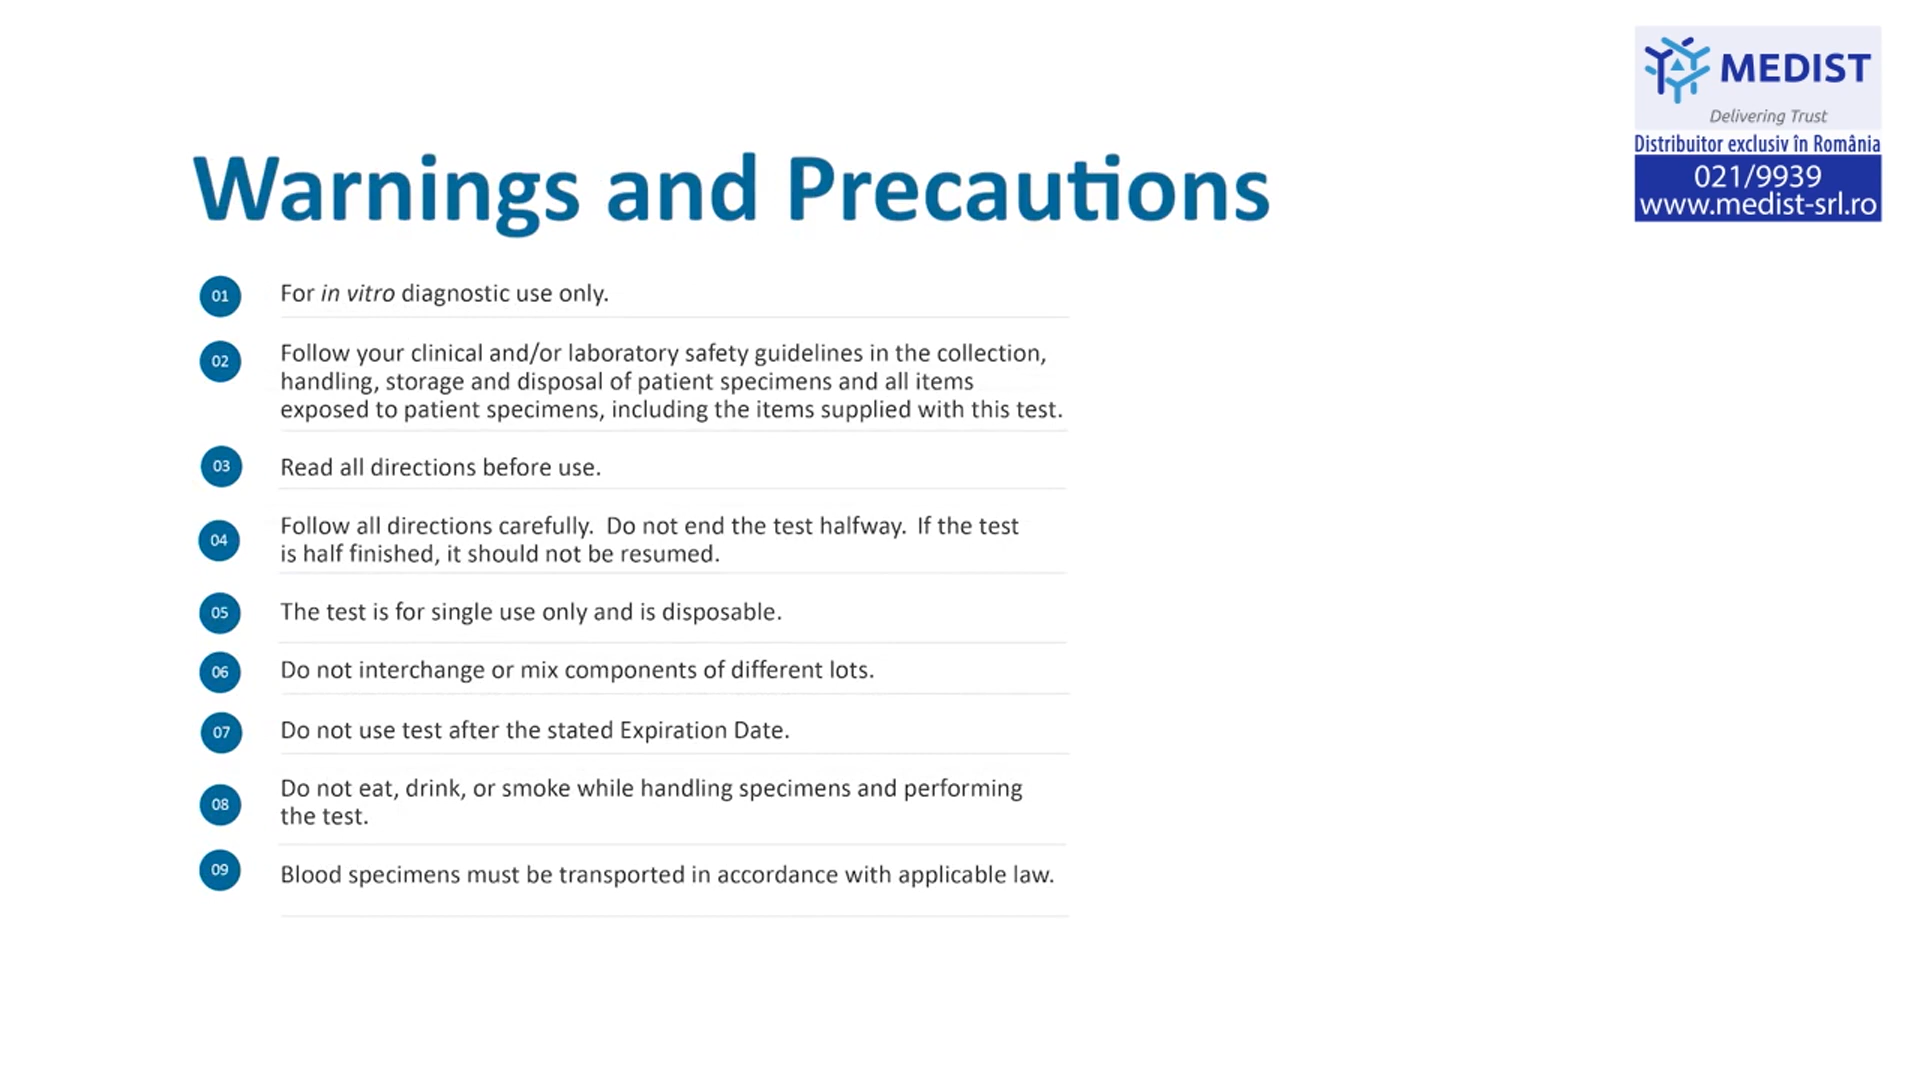 MEDIST
Delivering Trust
Distribuitor exclusiv în România
021/9939
www.medist-srl.ro
Warnings and Precautions
01 For in vitro diagnostic use only.
02 Follow your clinical and/or laboratory safety guidelines in the collection,
handling, storage and disposal of patient specimens and all items
exposed to patient specimens, including the items supplied with this test.
03 Read all directions before use.
04 Follow all directions carefully. Do not end the test halfway. If the test
is half finished, it should not be resumed.
05 The test is for single use only and is disposable.
06 Do not interchange or mix components of different lots.
07 Do not use test after the stated Expiration Date.
08 Do not eat, drink, or smoke while handling specimens and performing
the test.
09 Blood specimens must be transported in accordance with applicable law.